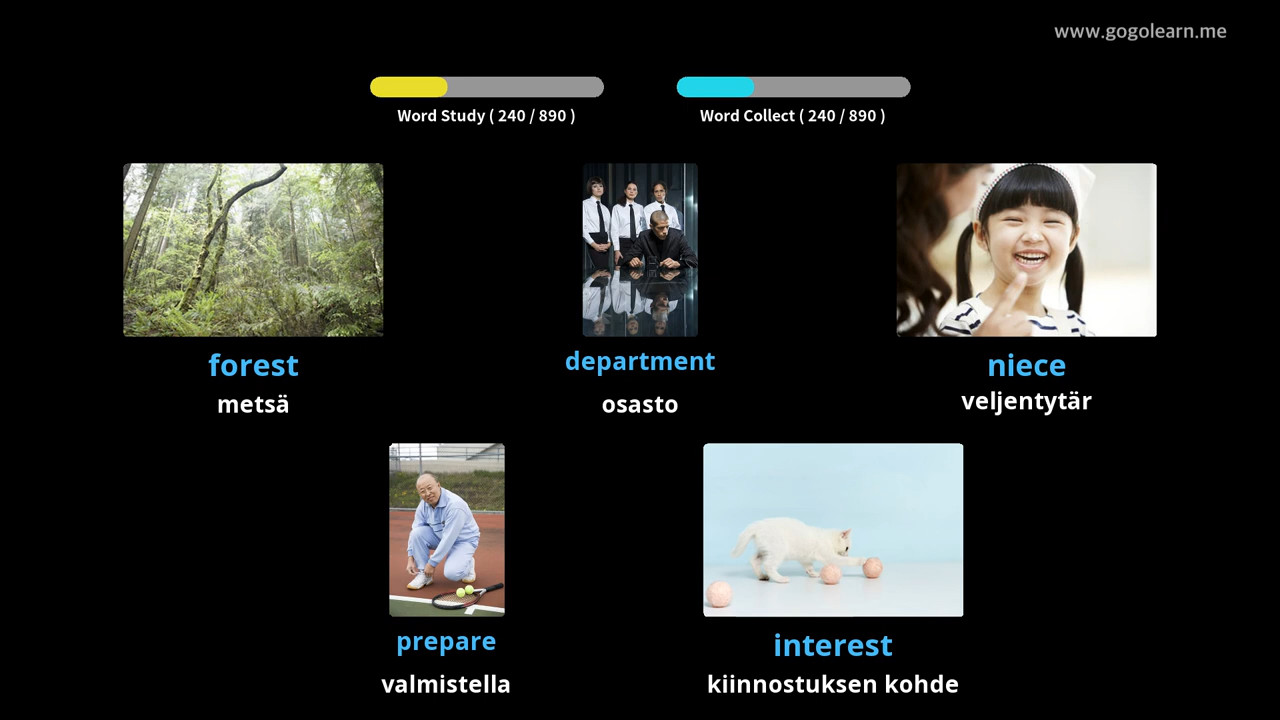 www.gogolearn.me
Word Study ( 240 / 890 )
Word Collect ( 240 / 890 )
forest
metsä
department
osasto
niece
veljentytär
prepare
valmistella
interest
kiinnostuksen kohde